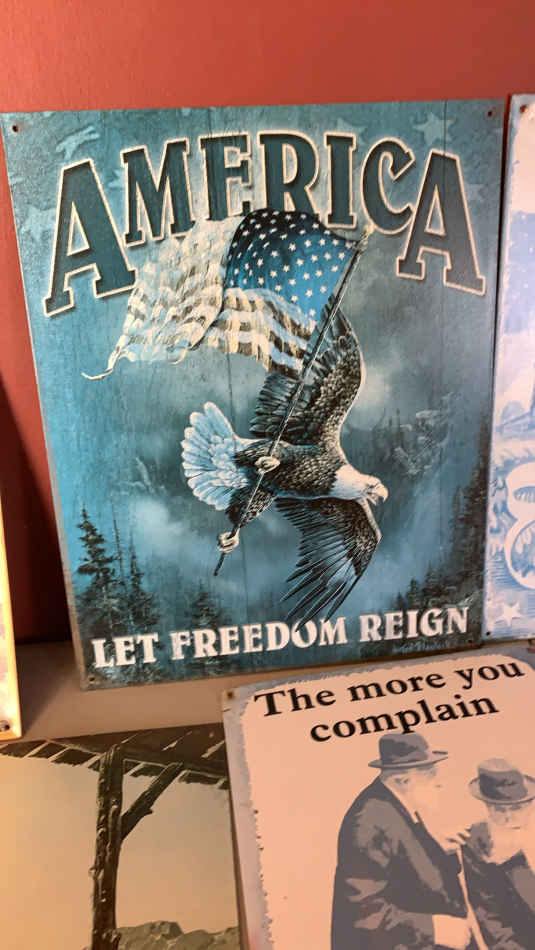 AMERICA
LET FREEDOM REIGN
The more you
complain